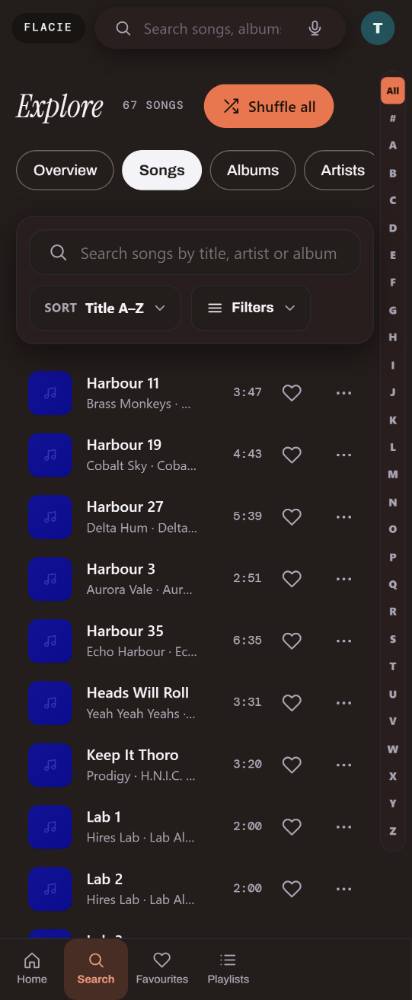 FLACIE
Search songs, album
T
Explore
67 SONGS
Shuffle all
Overview
Songs
Albums
Artists
Search songs by title, artist or album
SORT Title A–Z
Filters
Harbour 11
Brass Monkeys · ...
3:47
Harbour 19
Cobalt Sky · Coba...
4:43
Harbour 27
Delta Hum · Delta...
5:39
Harbour 3
Aurora Vale · Aur...
2:51
Harbour 35
Echo Harbour · Ec...
6:35
Heads Will Roll
Yeah Yeah Yeahs ·...
3:31
Keep It Thoro
Prodigy · H.N.I.C. ...
3:20
Lab 1
Hires Lab · Lab Al...
2:00
Lab 2
Hires Lab · Lab Al...
2:00
All
#
A
B
C
D
E
F
G
H
I
J
K
L
M
N
O
P
Q
R
S
T
U
V
W
X
Y
Z
Home
Search
Favourites
Playlists